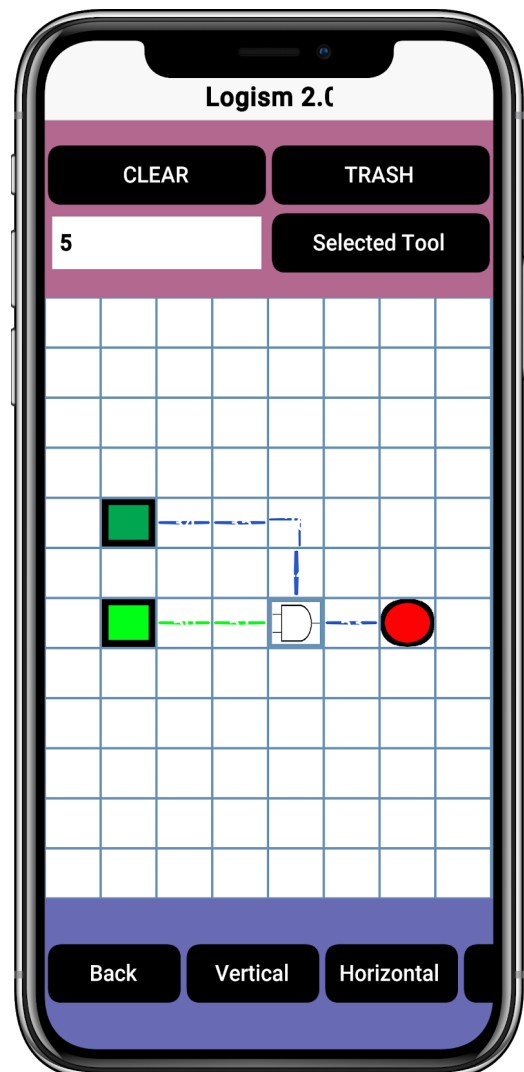 Logism 2.0
CLEAR
TRASH
5
Selected Tool
Back
Vertical
Horizontal